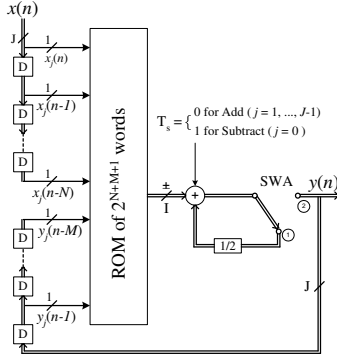 x(n)
J
1
x_j(n)
D
1
x_j(n-1)
D
D
1
x_j(n-N)
1
y_j(n-M)
D
D
1
y_j(n-1)
D
ROM of 2^{N+M+1} words
T_s = { 0 for Add ( j = 1, ..., J-1)
1 for Subtract ( j = 0 )
±
I
+
SWA
y(n)
2
1
1/2
J